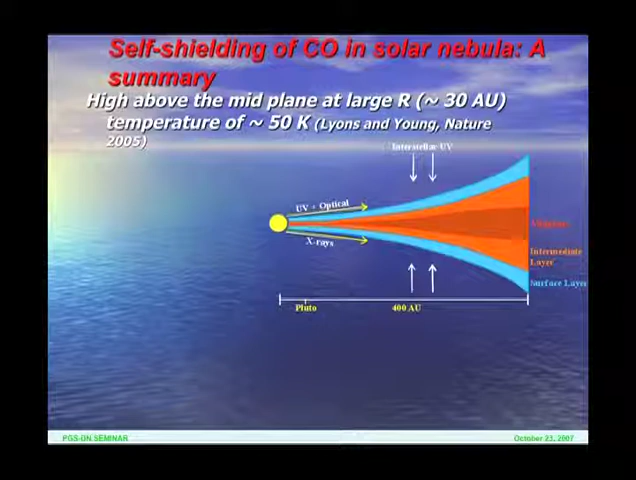 Self-shielding of CO in solar nebula: A
summary
High above the mid plane at large R (~ 30 AU)
temperature of ~ 50 K (Lyons and Young, Nature
2005)
Interstellar UV
UV + Optical
X-rays
Intermediate
Layer
Surface Layer
Pluto
400 AU
PGS-DN SEMINAR
October 23, 2007